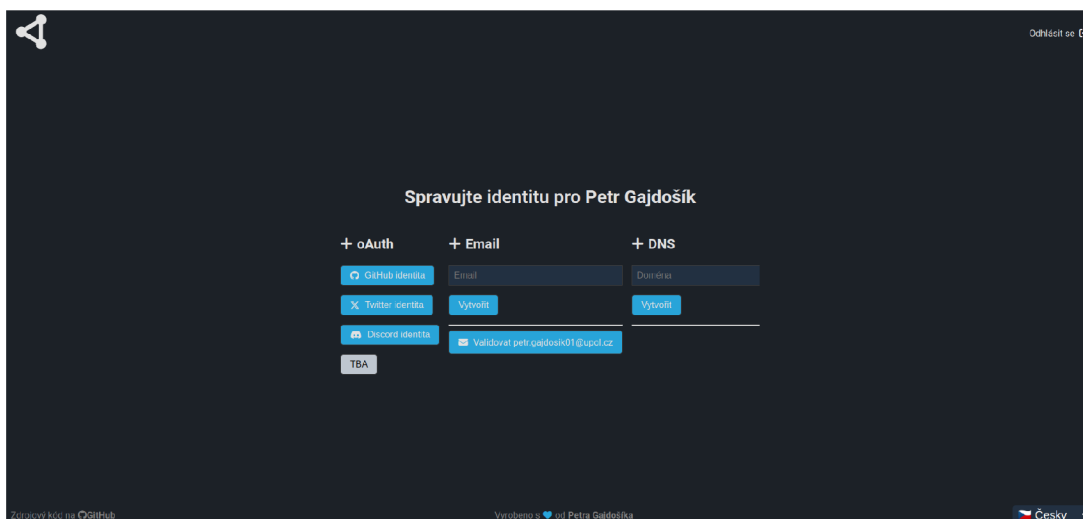 Odhlásit se
Spravujte identitu pro Petr Gajdošík
+ oAuth
GitHub identita
Twitter identita
Discord identita
TBA
+ Email
Email
Vytvořit
Validovat petr.gajdosik01@upol.cz
+ DNS
Doména
Vytvořit
Zdrojový kód na GitHub
Vyrobeno s od Petra Gajdošíka
Česky